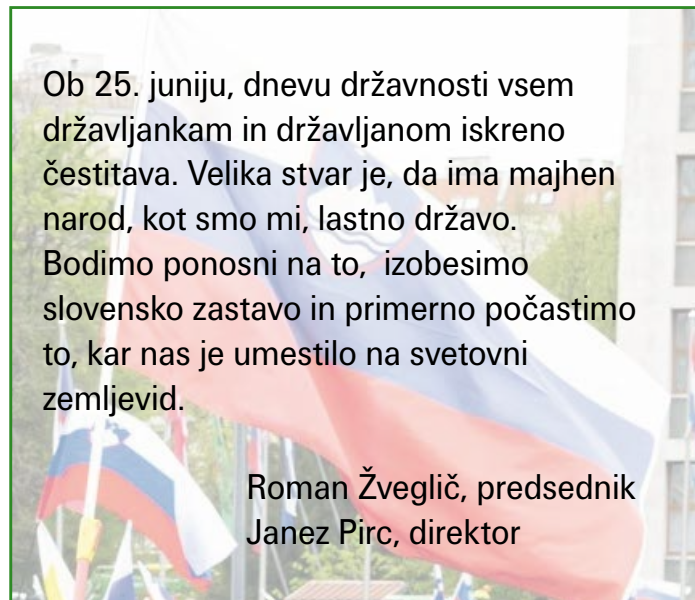 Ob 25. juniju, dnevu državnosti vsem
državljankam in državljanom iskreno
čestitava. Velika stvar je, da ima majhen
narod, kot smo mi, lastno državo.
Bodimo ponosni na to, izobesimo
slovensko zastavo in primerno počastimo
to, kar nas je umestilo na svetovni
zemljevid.
Roman Žveglič, predsednik
Janez Pirc, direktor